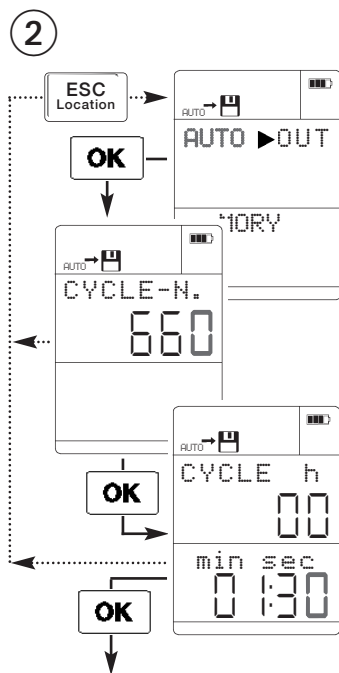 2
ESC
Location
AUTO
AUTO ▶OUT
OK
MORY
AUTO
CYCLE-N.
660
AUTO
CYCLE h
00
OK
min sec
01:30
OK